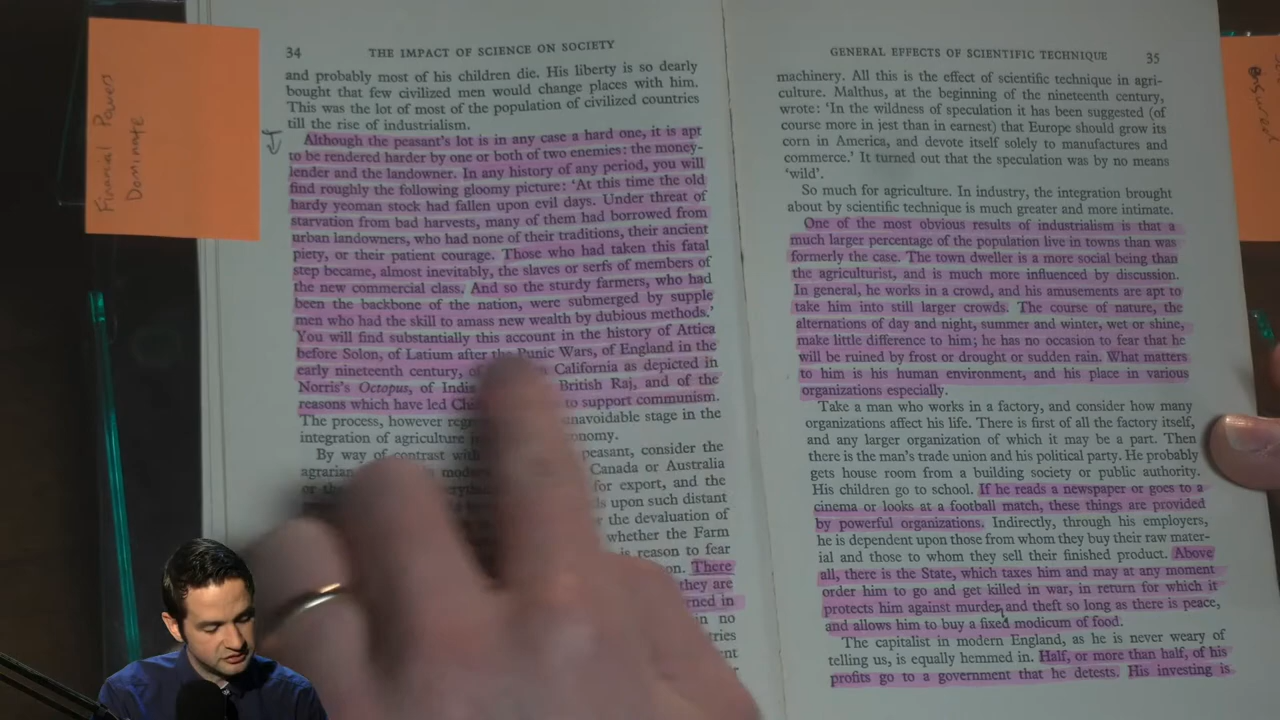 Financial Powers
Dominate
34 THE IMPACT OF SCIENCE ON SOCIETY
and probably most of his children die. His liberty is so dearly
bought that few civilized men would change places with him.
This was the lot of most of the population of civilized countries
till the rise of industrialism.
Although the peasant's lot is in any case a hard one, it is apt
to be rendered harder by one or both of two enemies: the money-
lender and the landowner. In any history of any period, you will
find roughly the following gloomy picture: 'At this time the old
hardy yeoman stock had fallen upon evil days. Under threat of
starvation from bad harvests, many of them had borrowed from
urban landowners, who had none of their traditions, their ancient
piety, or their patient courage. Those who had taken this fatal
step became, almost inevitably, the slaves or serfs of members of
the new commercial class. And so the sturdy farmers, who had
been the backbone of the nation, were submerged by supple
men who had the skill to amass new wealth by dubious methods.'
You will find substantially this account in the history of Attica
before Solon, of Latium after the Punic Wars, of England in the
early nineteenth century, of California as depicted in
Norris's Octopus, of India British Raj, and of the
reasons which have led to support communism.
The process, however unavoidable stage in the
integration of agriculture economy.
By way of contrast with peasant, consider the
agrarian Canada or Australia
for export, and the
upon such distant
the devaluation of
whether the Farm
is reason to fear
There
they are
in
in no
GENERAL EFFECTS OF SCIENTIFIC TECHNIQUE 35
machinery. All this is the effect of scientific technique in agri-
culture. Malthus, at the beginning of the nineteenth century,
wrote: 'In the wildness of speculation it has been suggested (of
course more in jest than in earnest) that Europe should grow its
corn in America, and devote itself solely to manufactures and
commerce.' It turned out that the speculation was by no means
'wild'.
So much for agriculture. In industry, the integration brought
about by scientific technique is much greater and more intimate.
One of the most obvious results of industrialism is that a
much larger percentage of the population live in towns than was
formerly the case. The town dweller is a more social being than
the agriculturist, and is much more influenced by discussion.
In general, he works in a crowd, and his amusements are apt to
take him into still larger crowds. The course of nature, the
alternations of day and night, summer and winter, wet or shine,
make little difference to him; he has no occasion to fear that he
will be ruined by frost or drought or sudden rain. What matters
to him is his human environment, and his place in various
organizations especially.
Take a man who works in a factory, and consider how many
organizations affect his life. There is first of all the factory itself,
and any larger organization of which it may be a part. Then
there is the man's trade union and his political party. He probably
gets house room from a building society or public authority.
His children go to school. If he reads a newspaper or goes to a
cinema or looks at a football match, these things are provided
by powerful organizations. Indirectly, through his employers,
he is dependent upon those from whom they buy their raw mater-
ial and those to whom they sell their finished product. Above
all, there is the State, which taxes him and may at any moment
order him to go and get killed in war, in return for which it
protects him against murder and theft so long as there is peace,
and allows him to buy a fixed modicum of food.
The capitalist in modern England, as he is never weary of
telling us, is equally hemmed in. Half, or more than half, of his
profits go to a government that he detests. His investing is